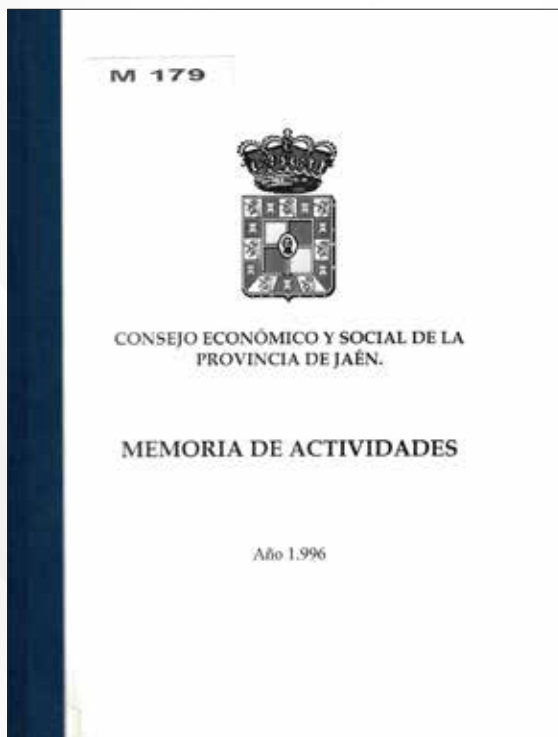 M 179
CONSEJO ECONÓMICO Y SOCIAL DE LA
PROVINCIA DE JAÉN.
MEMORIA DE ACTIVIDADES
Año 1.996